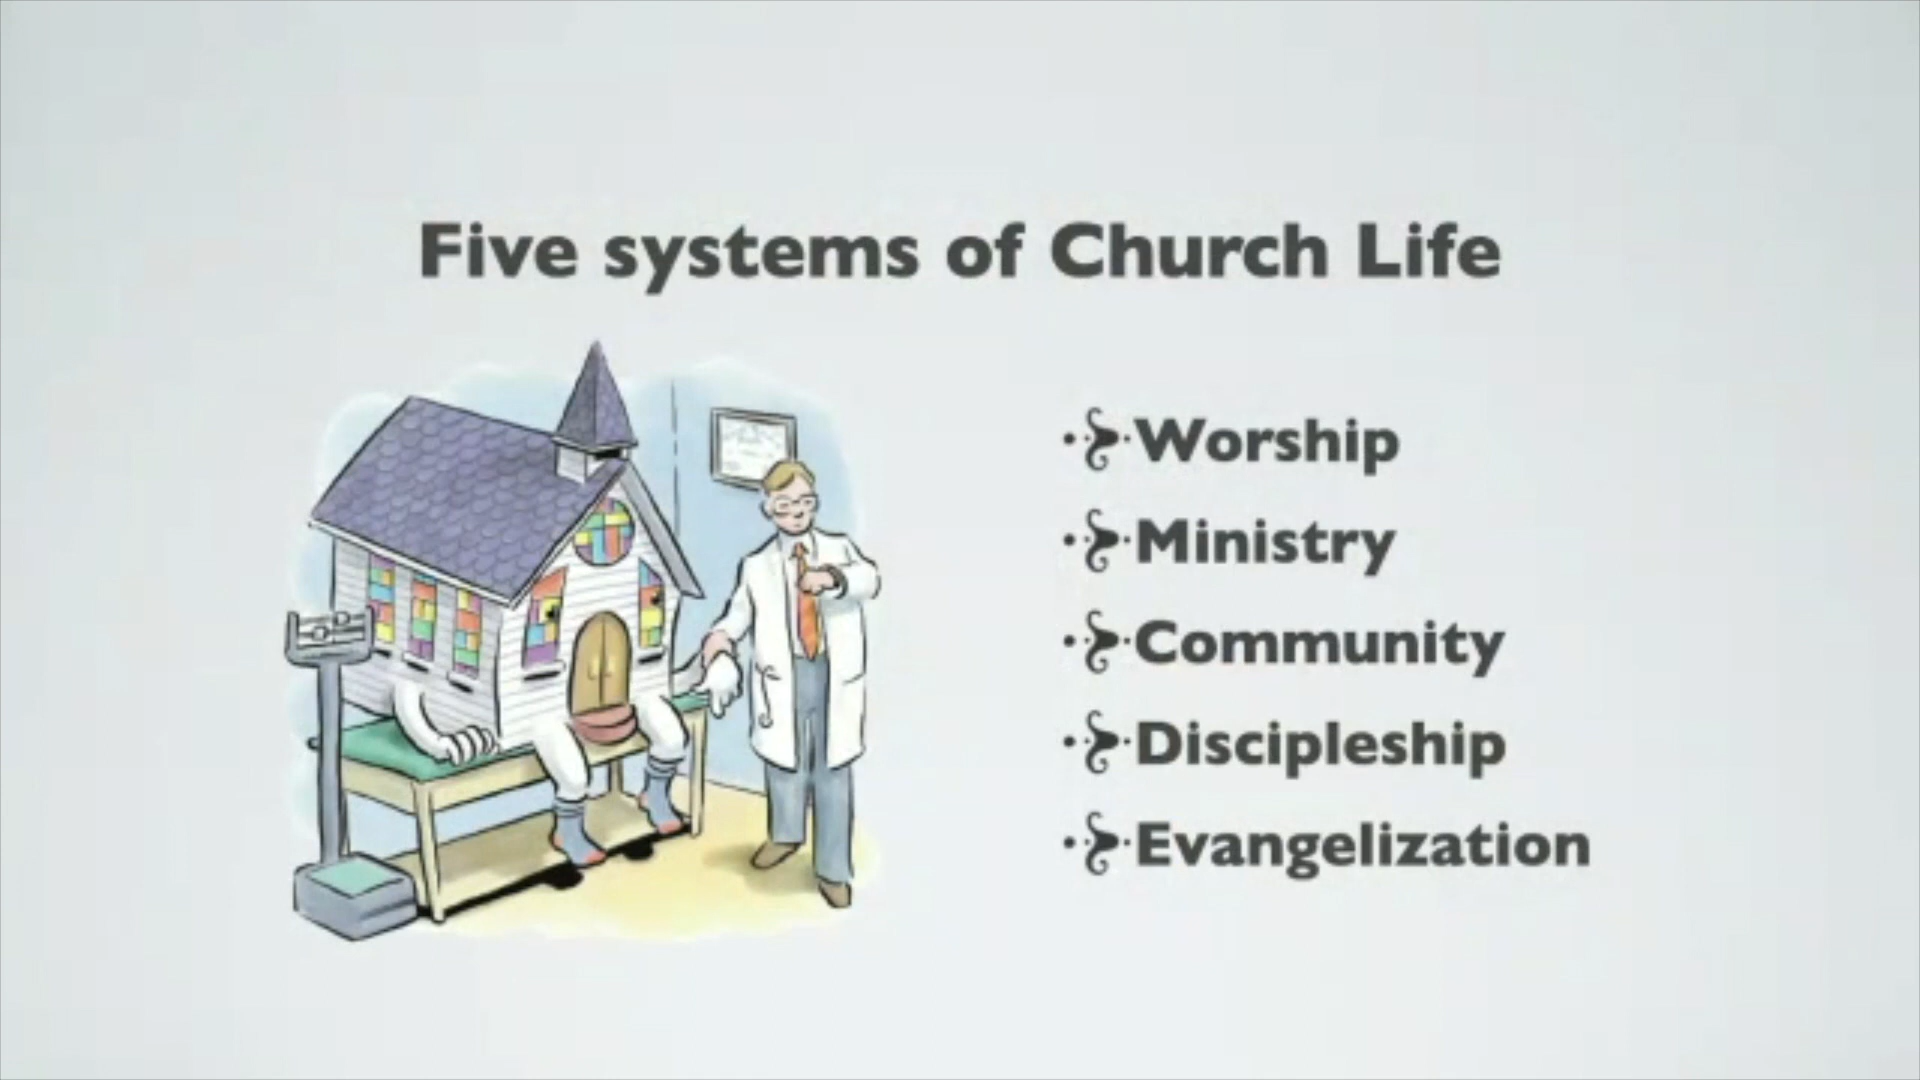 Five systems of Church Life
Worship
Ministry
Community
Discipleship
Evangelization